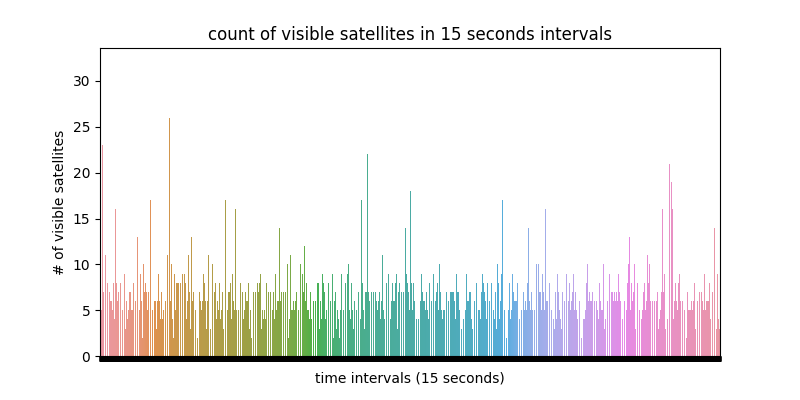 count of visible satellites in 15 seconds intervals
30
25
20
15
10
5
0
# of visible satellites
time intervals (15 seconds)